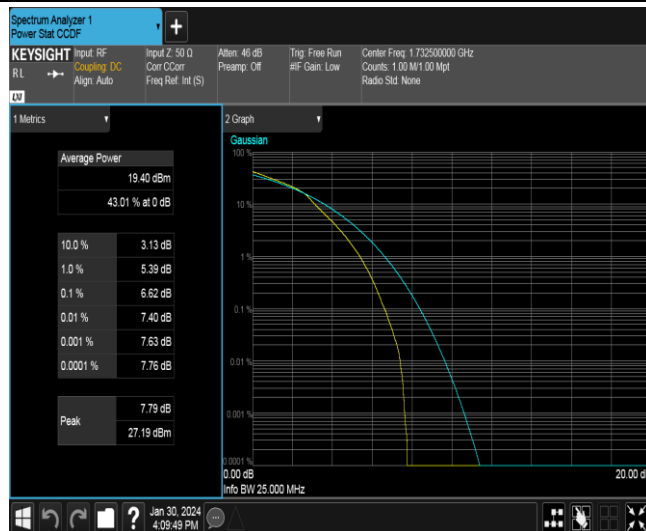 Spectrum Analyzer 1
Power Stat CCDF
KEYSIGHT
RL
Input: RF
Coupling: DC
Align: Auto
Input Z: 50 Ω
Corr CCorr
Freq Ref: Int (S)
Atten: 46 dB
Preamp: Off
Trig: Free Run
#IF Gain: Low
Center Freq: 1.732500000 GHz
Counts: 1.00 M/1.00 Mpt
Radio Std: None
1 Metrics
Average Power
19.40 dBm
43.01 % at 0 dB
10.0 % 3.13 dB
1.0 % 5.39 dB
0.1 % 6.62 dB
0.01 % 7.40 dB
0.001 % 7.63 dB
0.0001 % 7.76 dB
Peak
7.79 dB
27.19 dBm
2 Graph
Gaussian
100 %
10 %
1 %
0.1 %
0.01 %
0.001 %
0.0001 %
0.00 dB
20.00 d
Info BW 25.000 MHz
Jan 30, 2024
4:09:49 PM